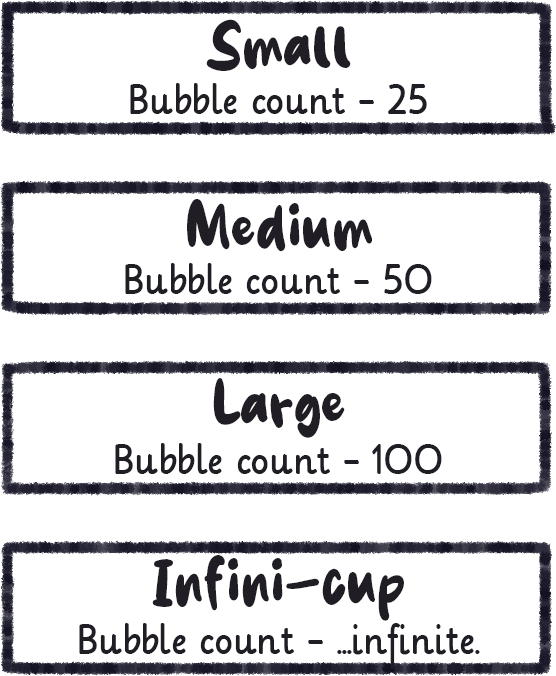 Small
Bubble count - 25
Medium
Bubble count - 50
Large
Bubble count - 100
Infini-cup
Bubble count - ...infinite.